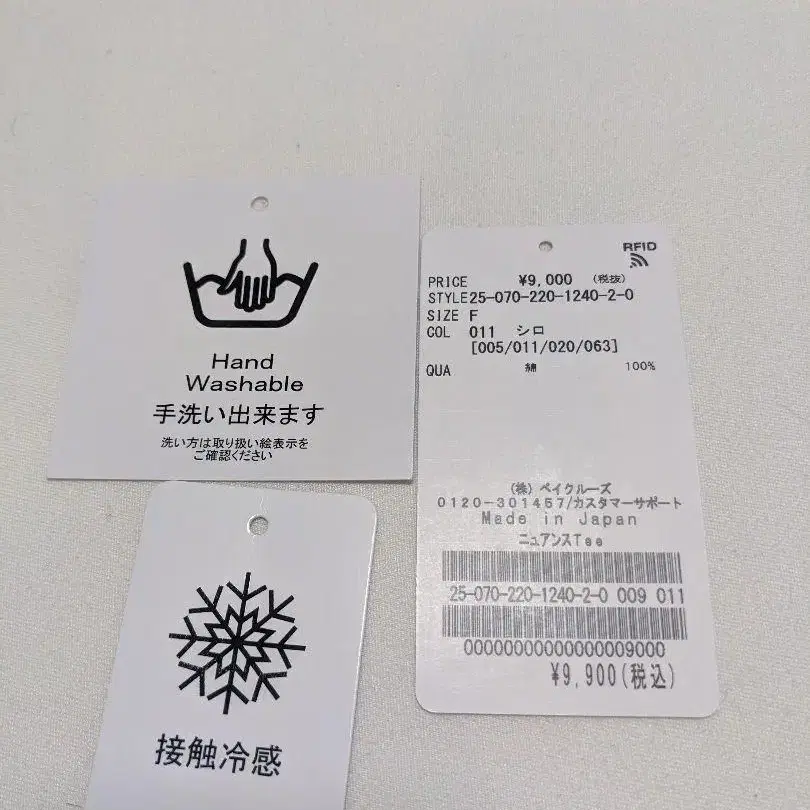 Hand
Washable
手洗い出来ます
洗い方は取り扱い絵表示を
ご確認ください
接触冷感
RFID
PRICE ¥9,000 (税抜)
STYLE25-070-220-1240-2-0
SIZE F
COL 011 シロ
[005/011/020/063]
QUA 綿 100%
(株) ベイクルーズ
0120-301457/カスタマーサポート
Made in Japan
ニュアンスTee
25-070-220-1240-2-0 009 011
00000000000000009000
¥9,900(税込)